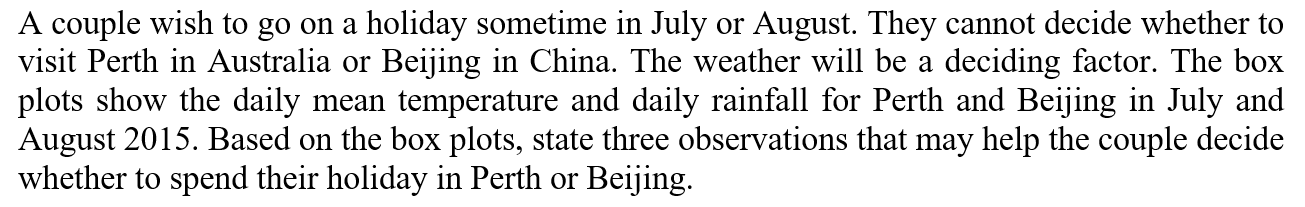 A couple wish to go on a holiday sometime in July or August. They cannot decide whether to
visit Perth in Australia or Beijing in China. The weather will be a deciding factor. The box
plots show the daily mean temperature and daily rainfall for Perth and Beijing in July and
August 2015. Based on the box plots, state three observations that may help the couple decide
whether to spend their holiday in Perth or Beijing.